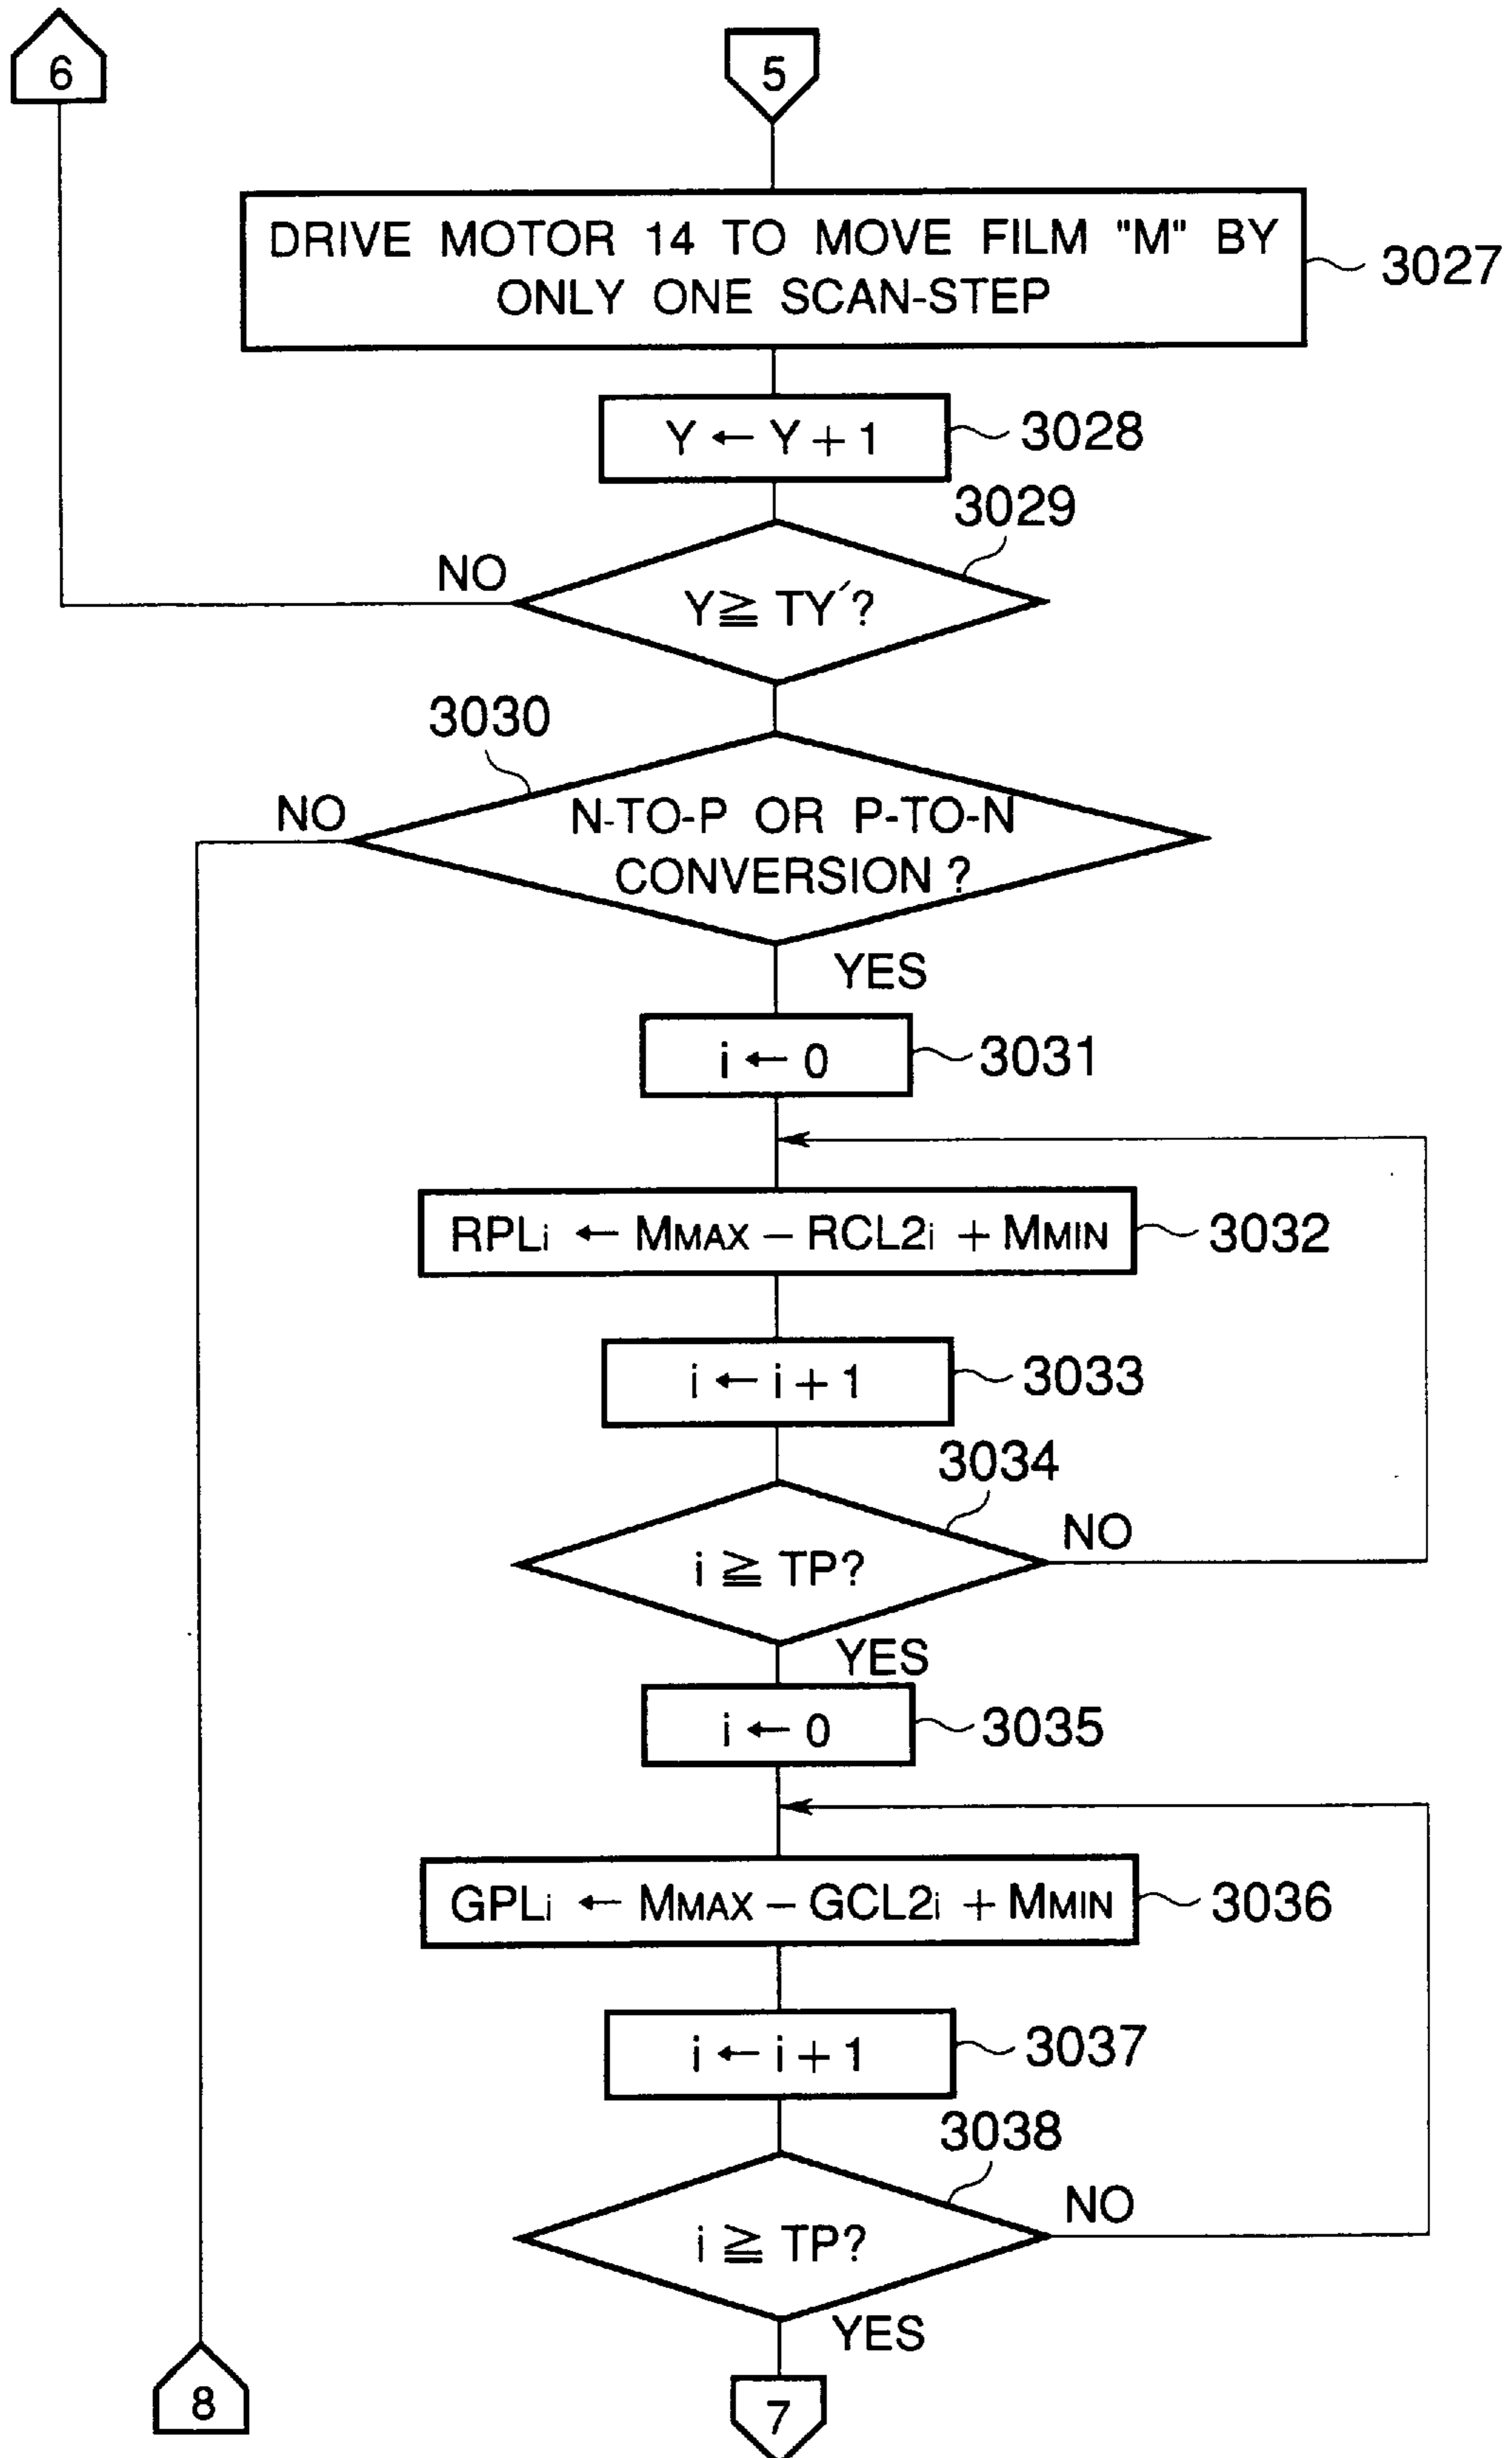 6
5
DRIVE MOTOR 14 TO MOVE FILM "M" BY
ONLY ONE SCAN-STEP
3027
Y ← Y + 1
3028
3029
NO
Y ≧ TY´?
3030
NO
N-TO-P OR P-TO-N
CONVERSION ?
YES
i ← 0
3031
RPLi ← MMAX – RCL2i + MMIN
3032
i ← i + 1
3033
3034
NO
i ≧ TP?
YES
i ← 0
3035
GPLi ← MMAX – GCL2i + MMIN
3036
i ← i + 1
3037
3038
NO
i ≧ TP?
YES
8
7